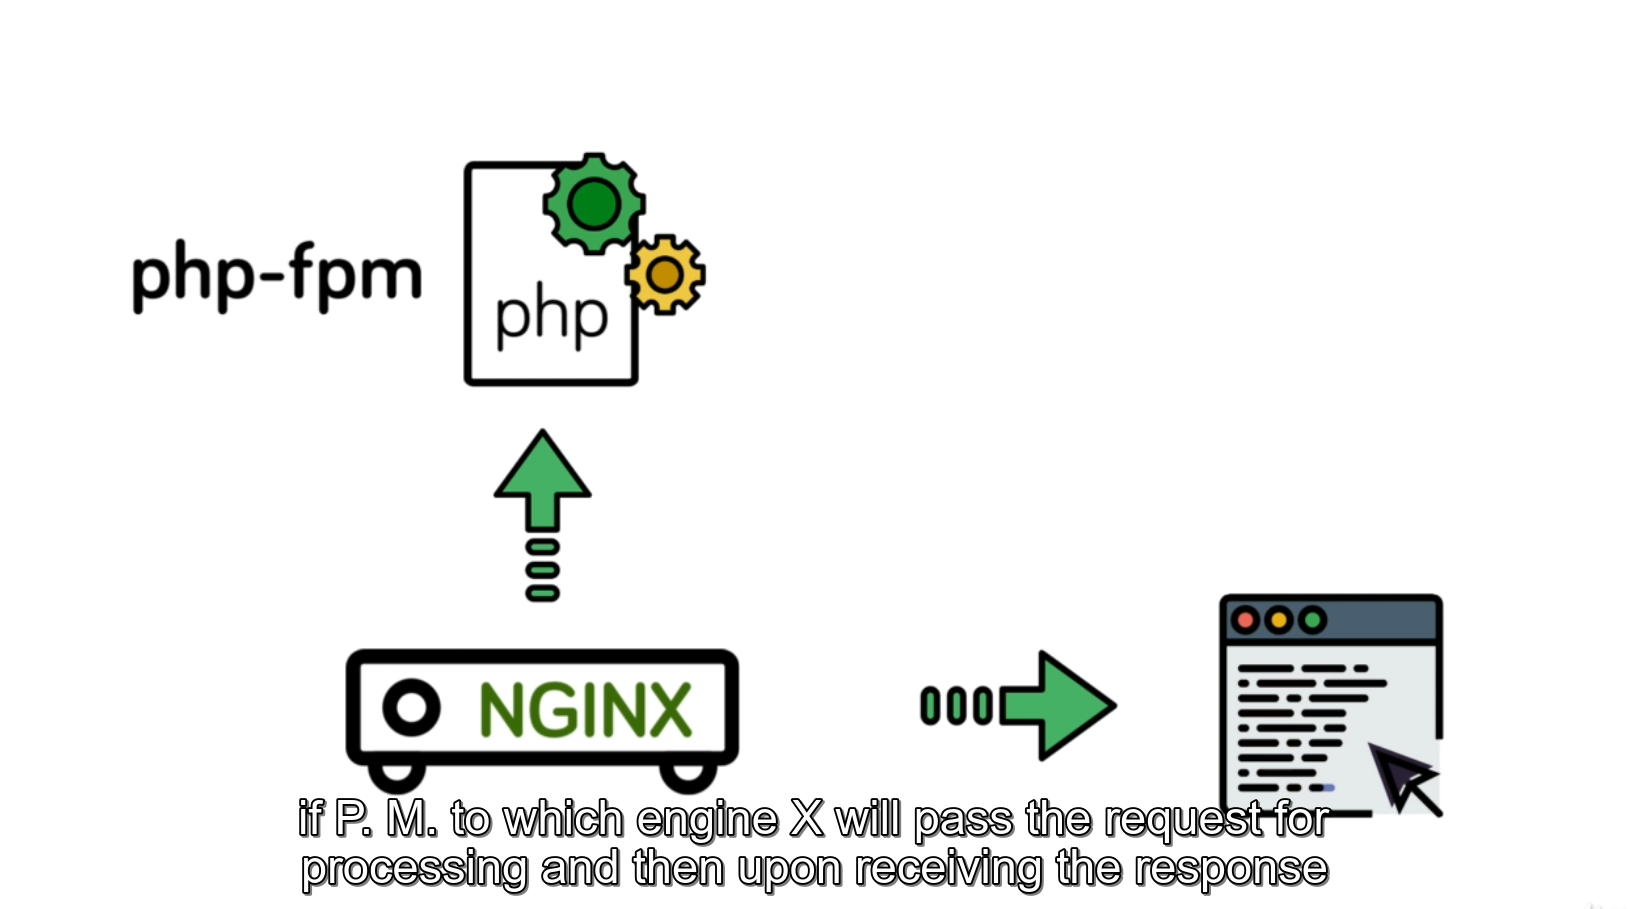 php-fpm
php
NGINX
if P. M. to which engine X will pass the request for
processing and then upon receiving the response